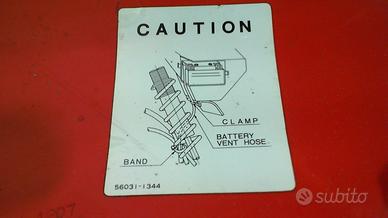 CAUTION
CLAMP
BATTERY
VENT HOSE
BAND
56031-1344
subito